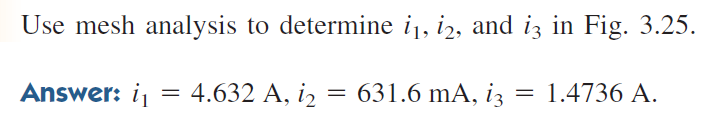 Use mesh analysis to determine i₁, i₂, and i₃ in Fig. 3.25.
Answer: i₁ = 4.632 A, i₂ = 631.6 mA, i₃ = 1.4736 A.